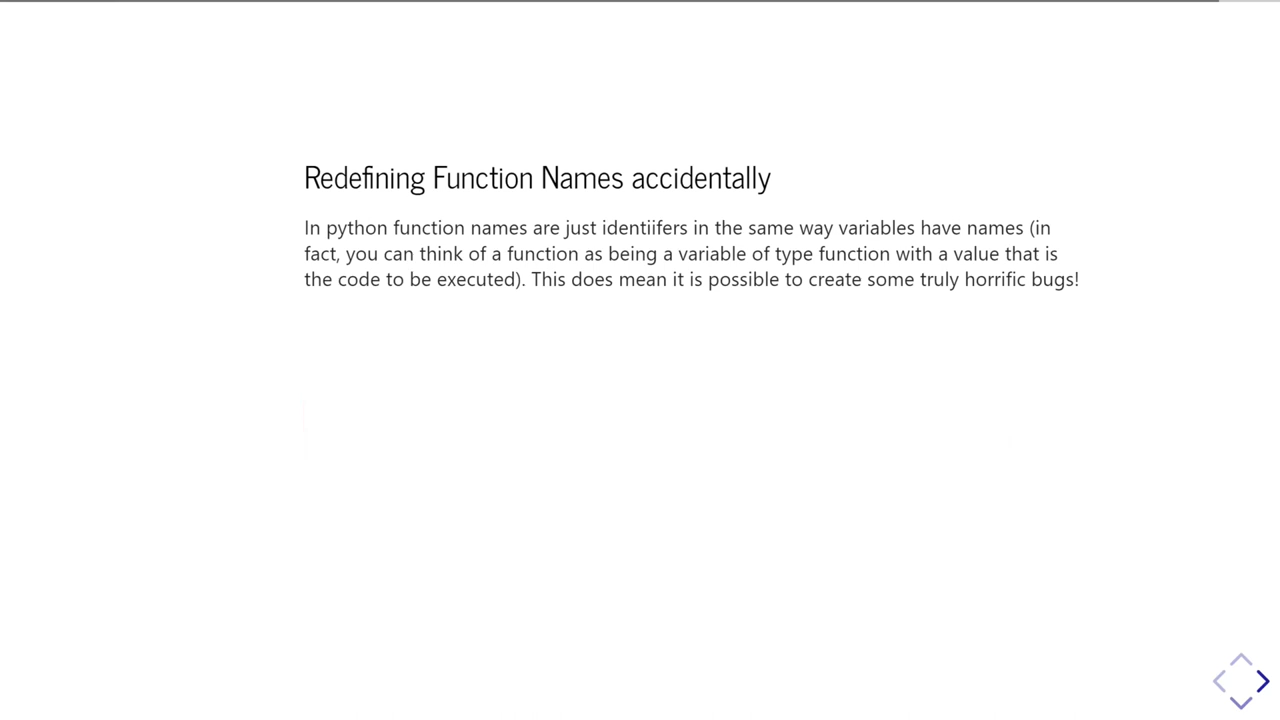 Redefining Function Names accidentally
In python function names are just identiifers in the same way variables have names (in
fact, you can think of a function as being a variable of type function with a value that is
the code to be executed). This does mean it is possible to create some truly horrific bugs!